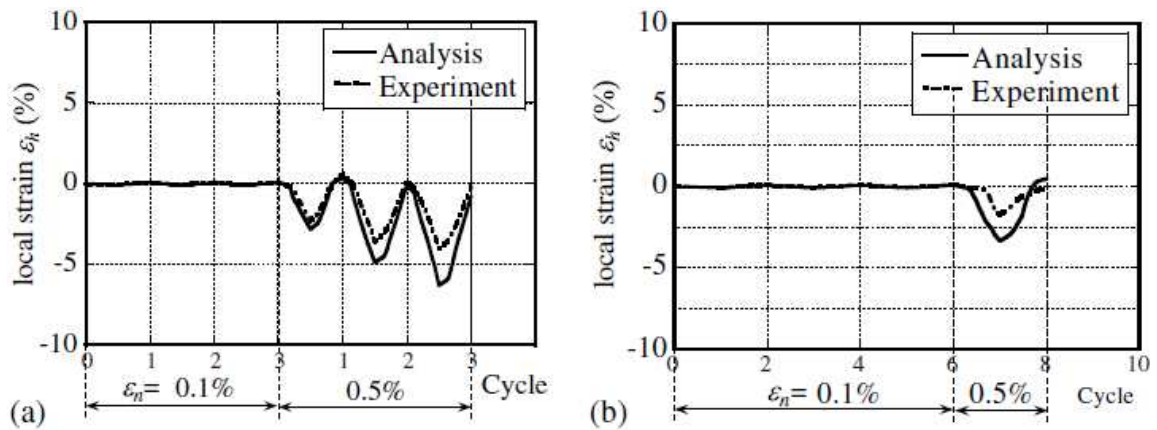 10
5
0
-5
-10
local strain εh (%)
Analysis
Experiment
0 1 2 3 1 2 3 Cycle
εn= 0.1% 0.5%
(a)
10
5
0
-5
-10
local strain εh (%)
Analysis
Experiment
0 2 4 6 8 10
εn= 0.1% 0.5% Cycle
(b)